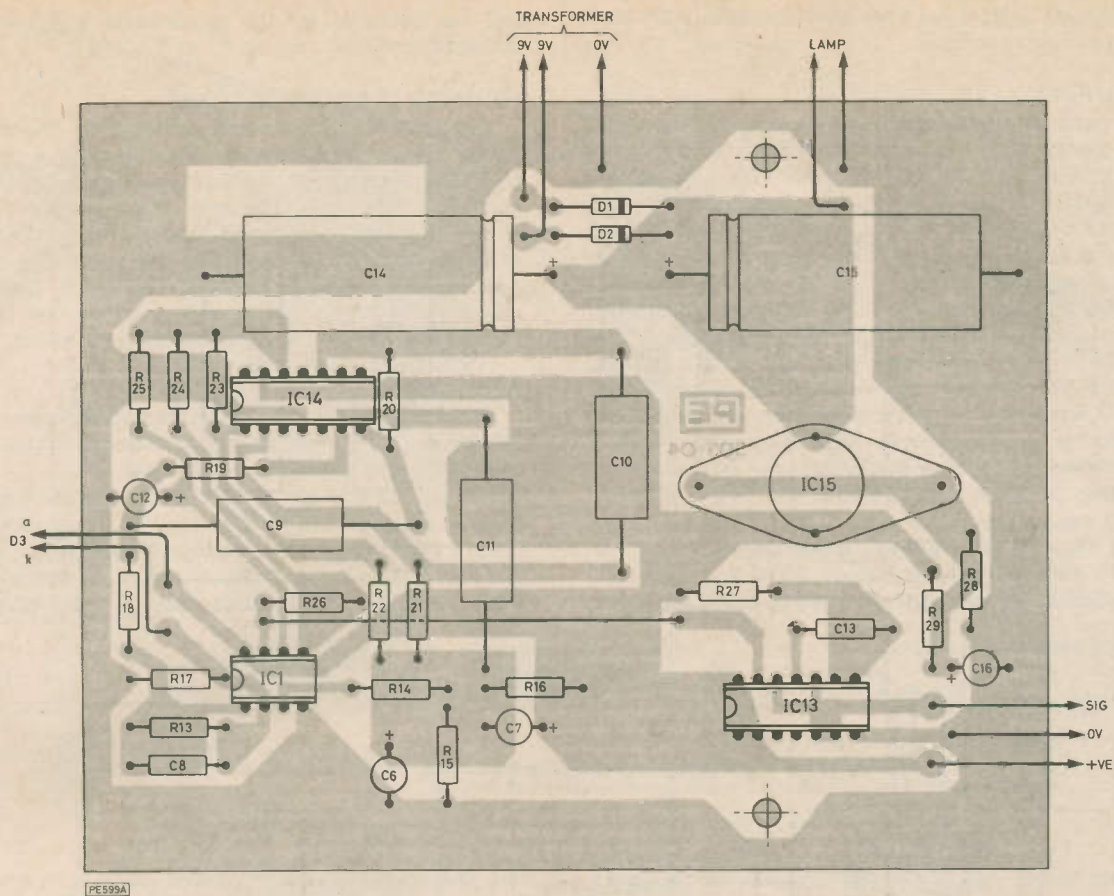 TRANSFORMER
9V 9V 0V
LAMP
D1
D2
+ +
C14
C15
R25
R24
R23
IC14
R20
PE
C10
R19
C12 +
IC15
a
D3
k
C9
C11
R18
R28
R26
R22
R21
R27
R29
C13
+ C16
R17
IC1
R14
R16
IC13
SIG
R13
C7 +
0V
+
R15
C8
C6
+VE
PE599A